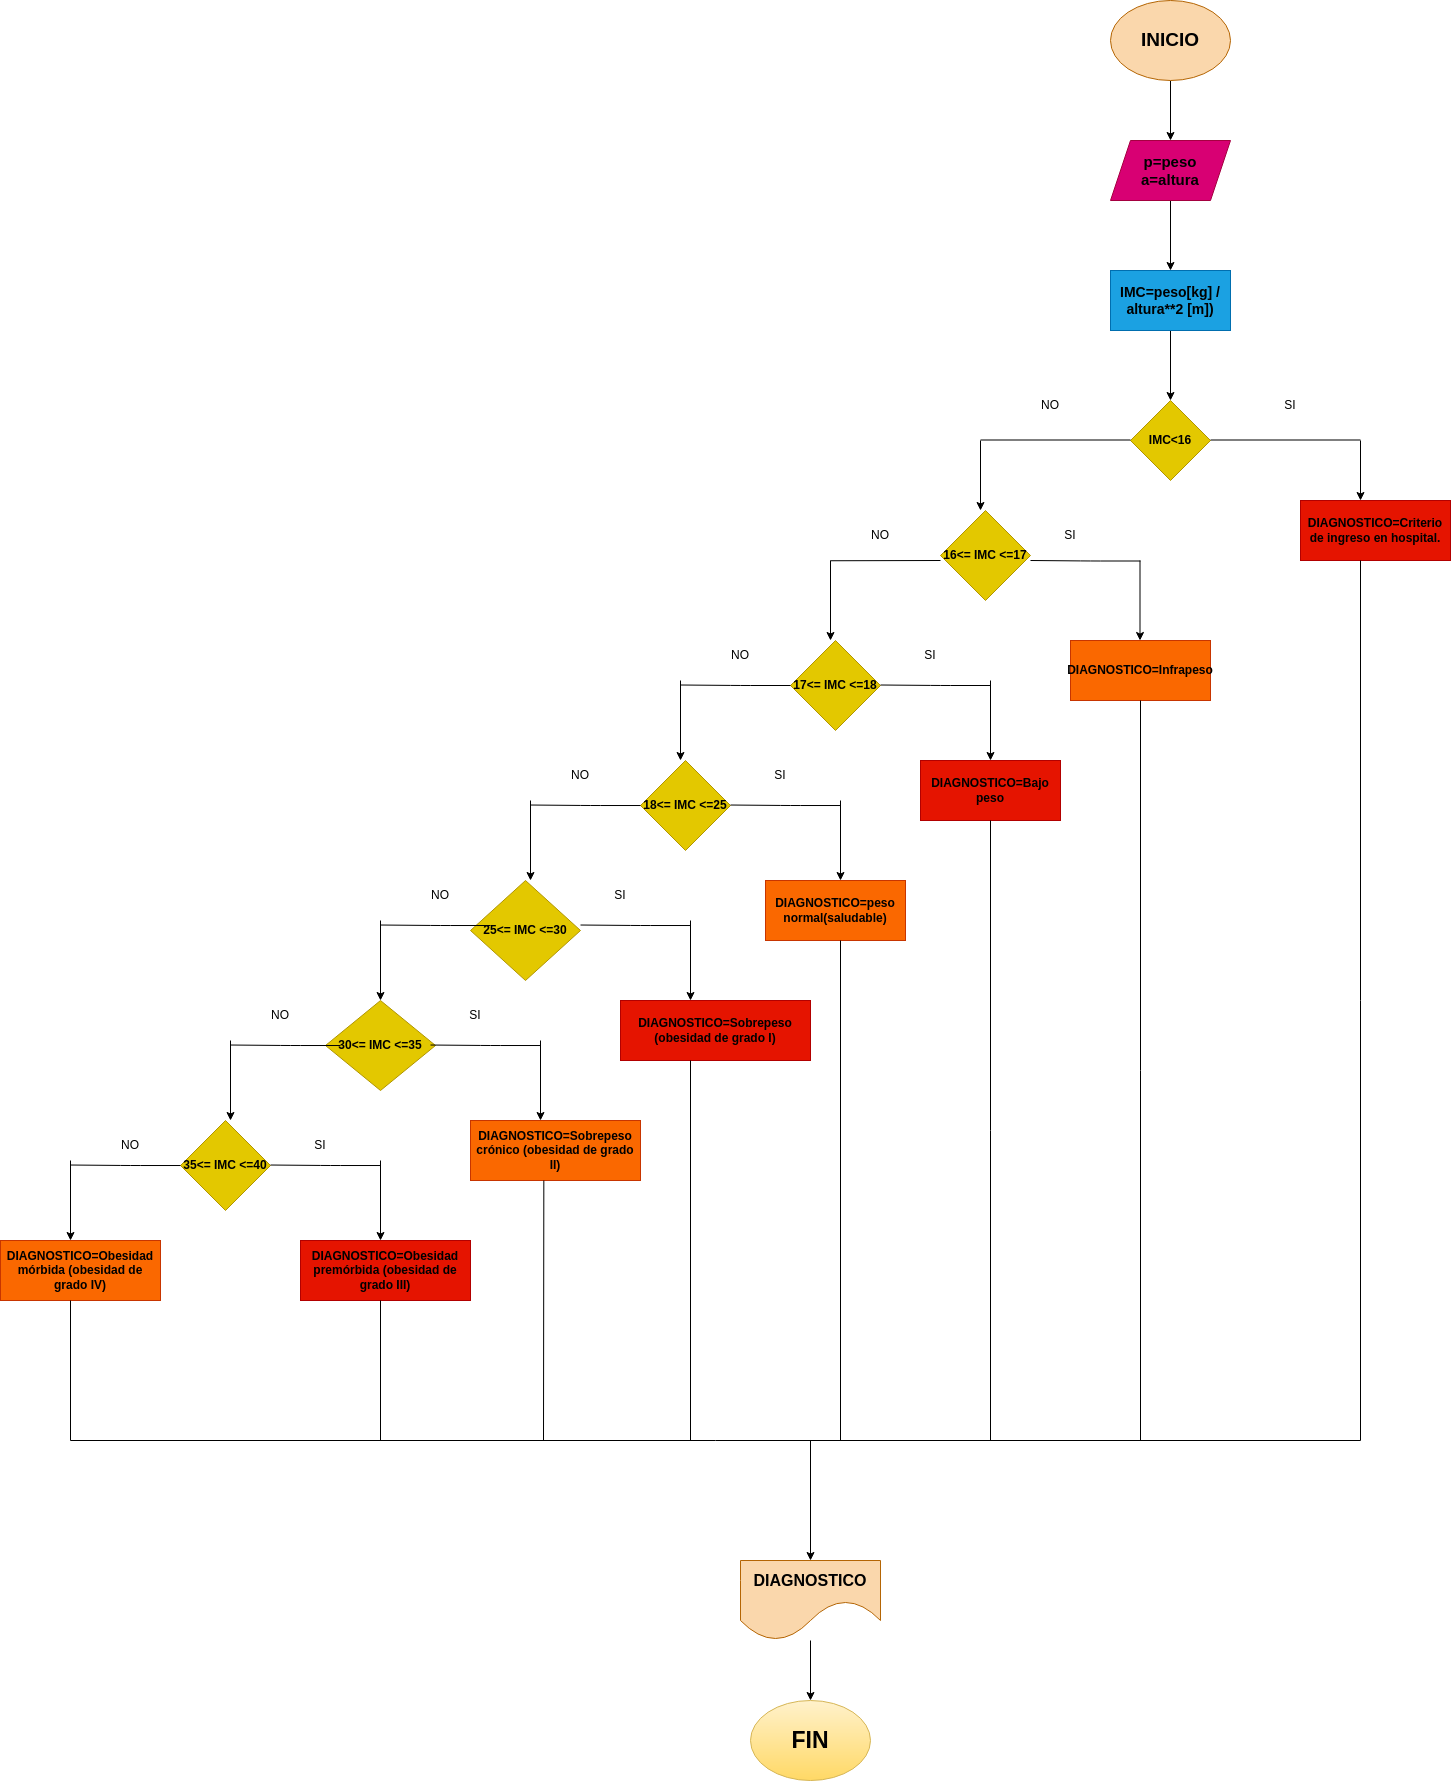 INICIO
p=peso
a=altura
IMC=peso[kg] /
altura**2 [m])
NO
SI
IMC<16
DIAGNOSTICO=Criterio
de ingreso en hospital.
NO
SI
16<= IMC <=17
DIAGNOSTICO=Infrapeso
NO
SI
17<= IMC <=18
DIAGNOSTICO=Bajo
peso
NO
SI
18<= IMC <=25
DIAGNOSTICO=peso
normal(saludable)
NO
SI
25<= IMC <=30
DIAGNOSTICO=Sobrepeso
(obesidad de grado I)
NO
SI
30<= IMC <=35
DIAGNOSTICO=Sobrepeso
crónico (obesidad de grado
II)
NO
SI
35<= IMC <=40
DIAGNOSTICO=Obesidad
mórbida (obesidad de
grado IV)
DIAGNOSTICO=Obesidad
premórbida (obesidad de
grado III)
DIAGNOSTICO
FIN